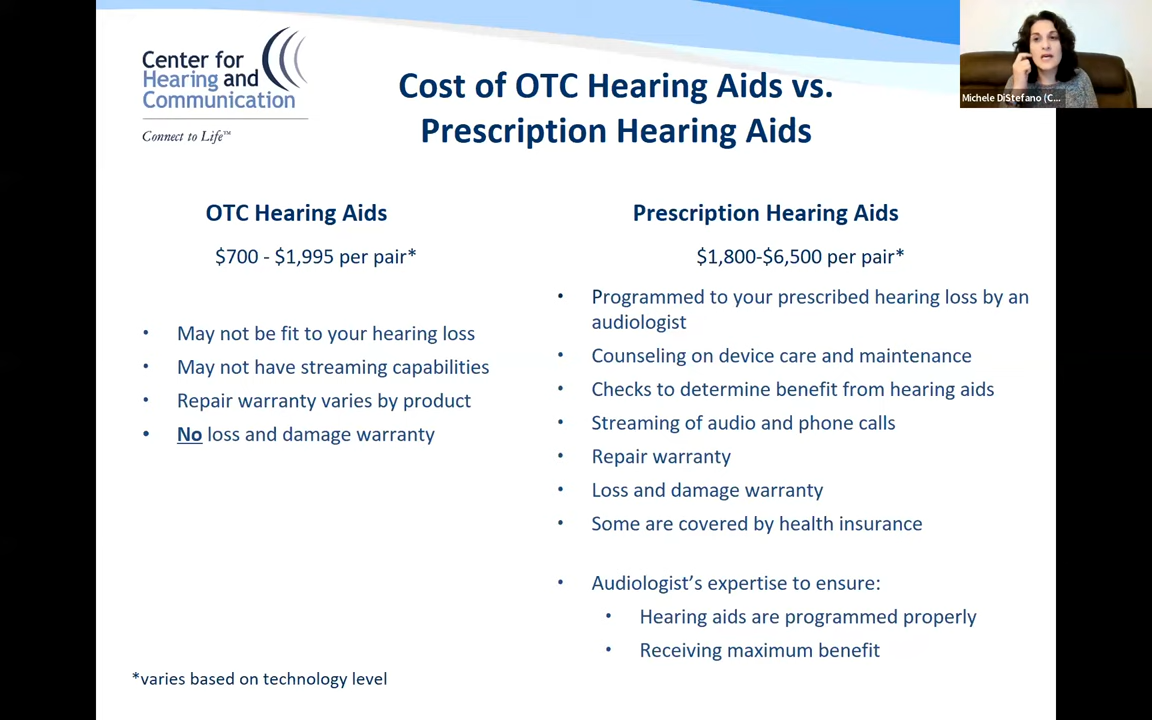 Center for
Hearing and
Communication
Connect to Life™
Cost of OTC Hearing Aids vs.
Prescription Hearing Aids
Michele DiStefano (C...
OTC Hearing Aids
$700 - $1,995 per pair*
• May not be fit to your hearing loss
• May not have streaming capabilities
• Repair warranty varies by product
• No loss and damage warranty
Prescription Hearing Aids
$1,800-$6,500 per pair*
• Programmed to your prescribed hearing loss by an
audiologist
• Counseling on device care and maintenance
• Checks to determine benefit from hearing aids
• Streaming of audio and phone calls
• Repair warranty
• Loss and damage warranty
• Some are covered by health insurance
• Audiologist’s expertise to ensure:
• Hearing aids are programmed properly
• Receiving maximum benefit
*varies based on technology level